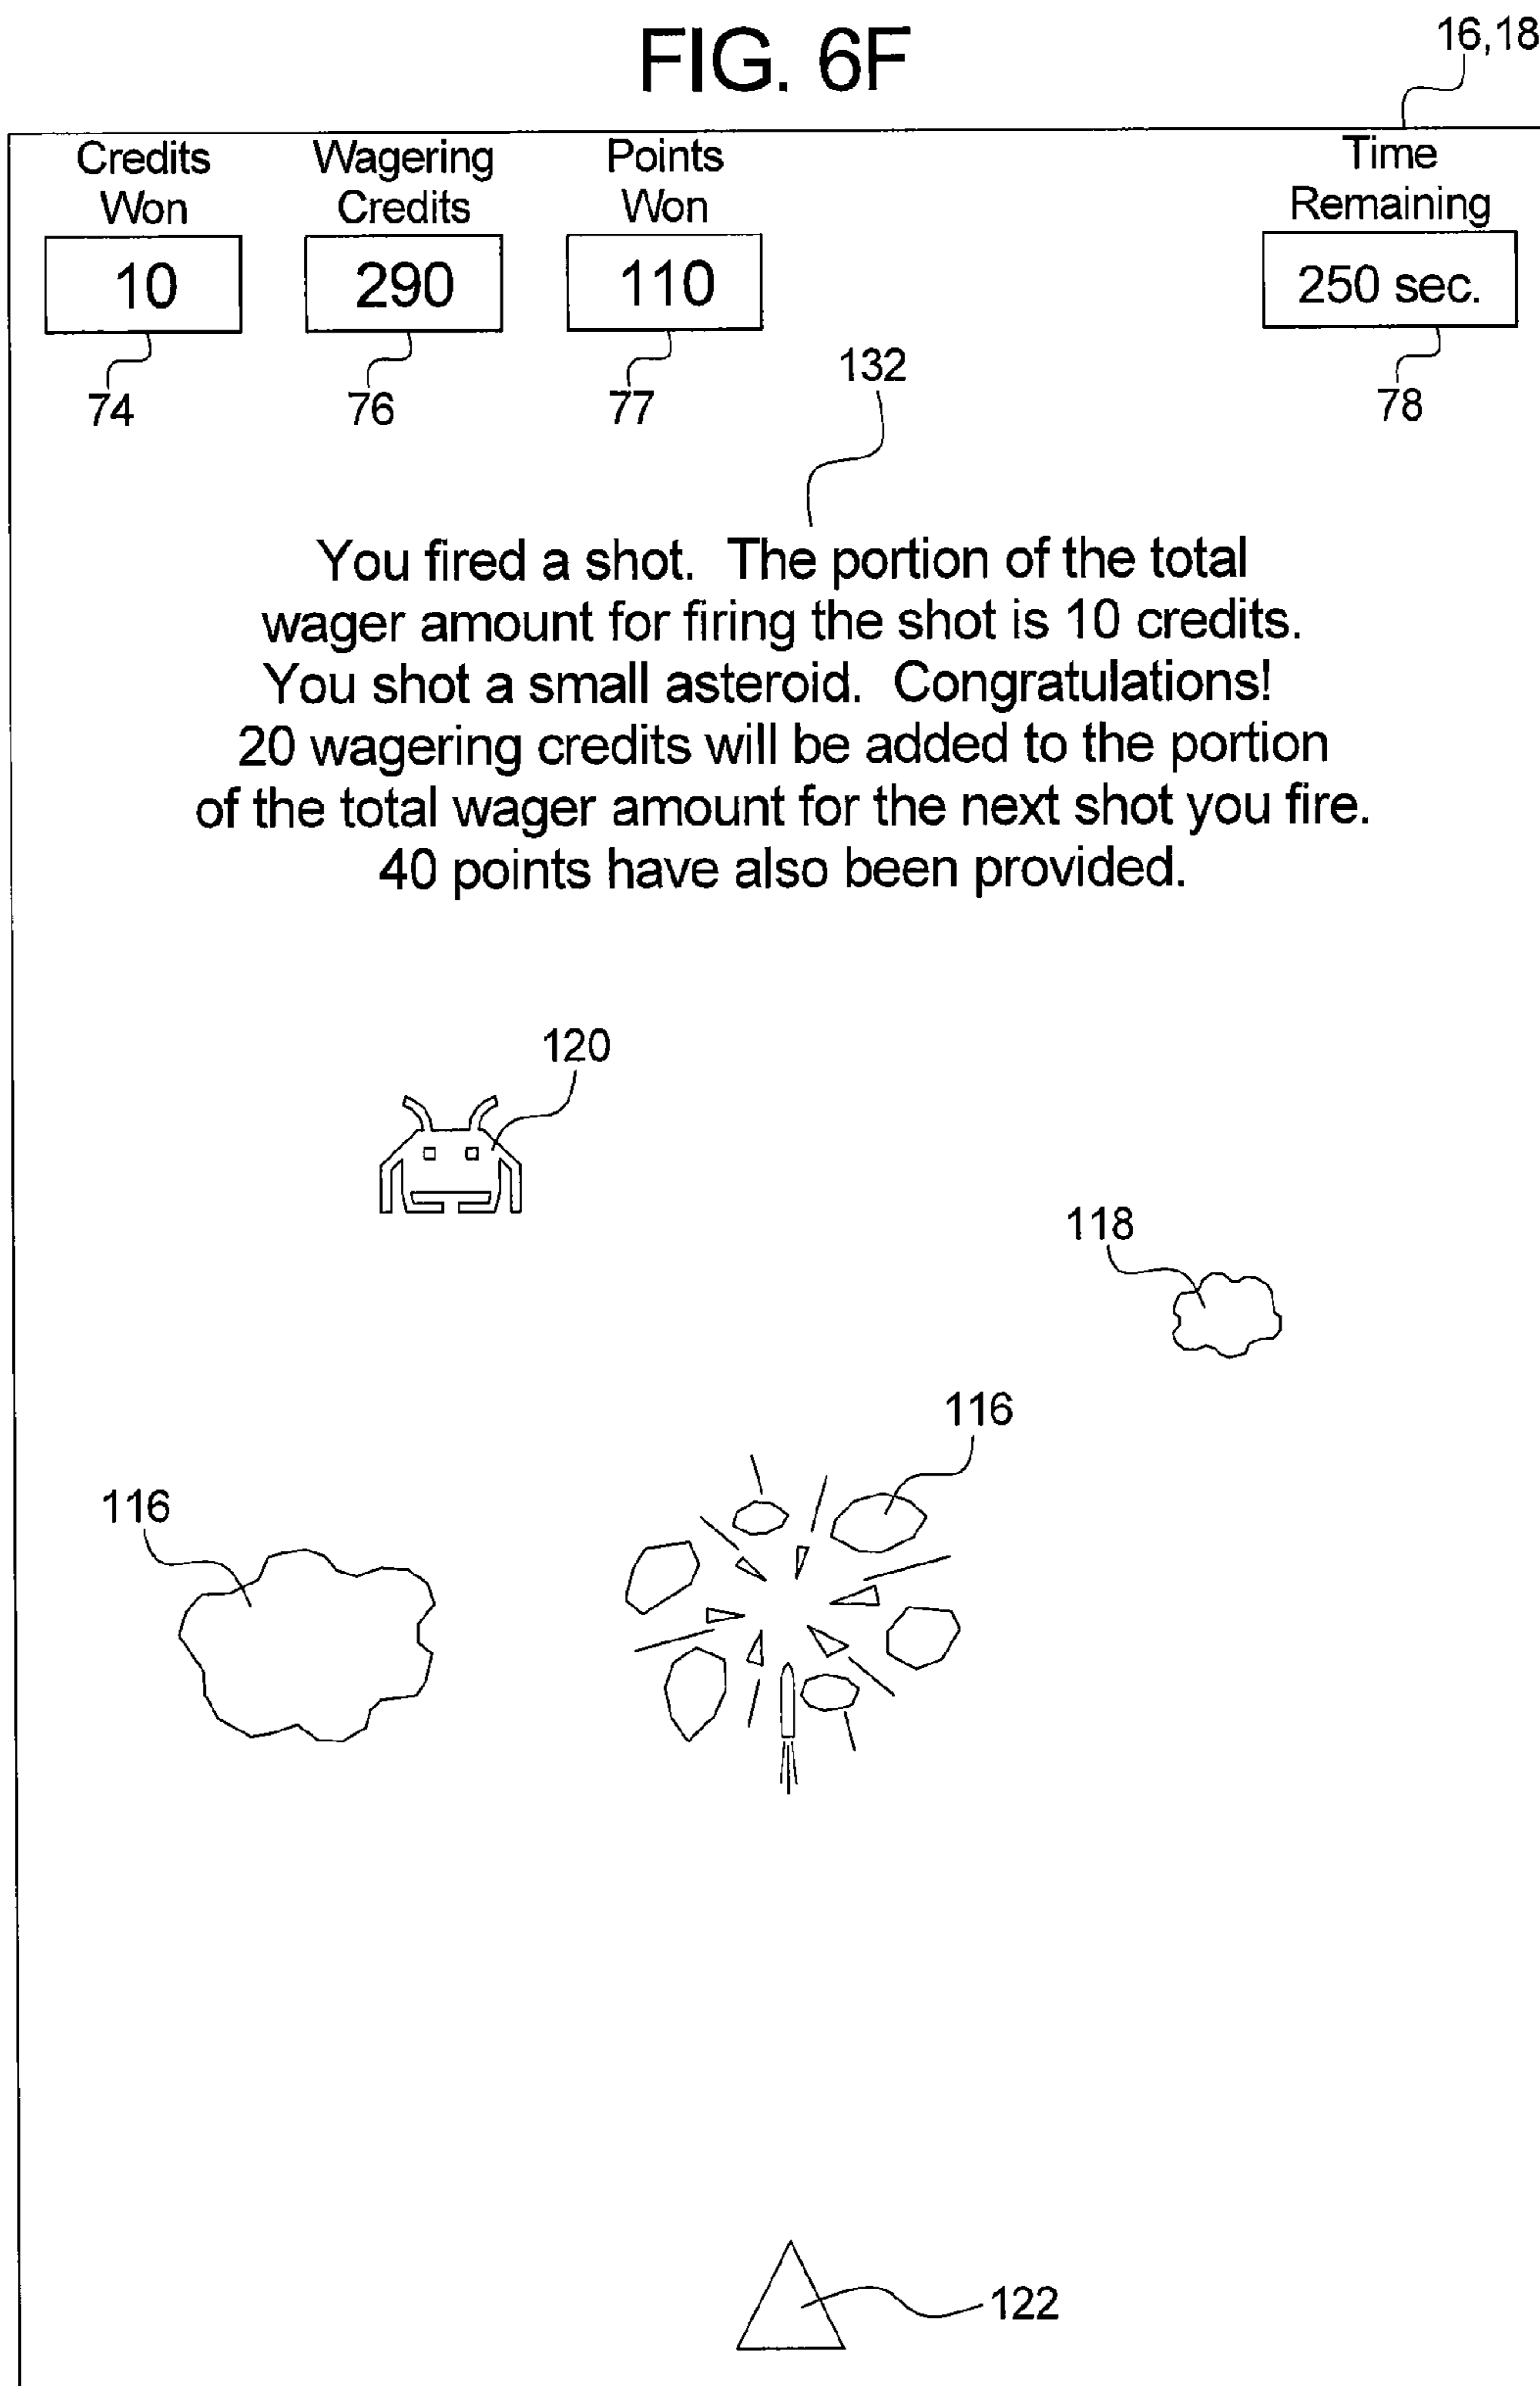 FIG. 6F
16,18
Credits Won
Wagering Credits
Points Won
Time Remaining
10
290
110
250 sec.
74
76
77
132
78
You fired a shot. The portion of the total
wager amount for firing the shot is 10 credits.
You shot a small asteroid. Congratulations!
20 wagering credits will be added to the portion
of the total wager amount for the next shot you fire.
40 points have also been provided.
120
118
116
116
122